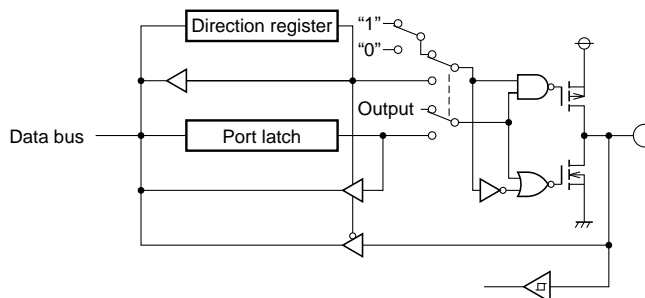 Direction register
“1”
“0”
Output
Data bus
Port latch